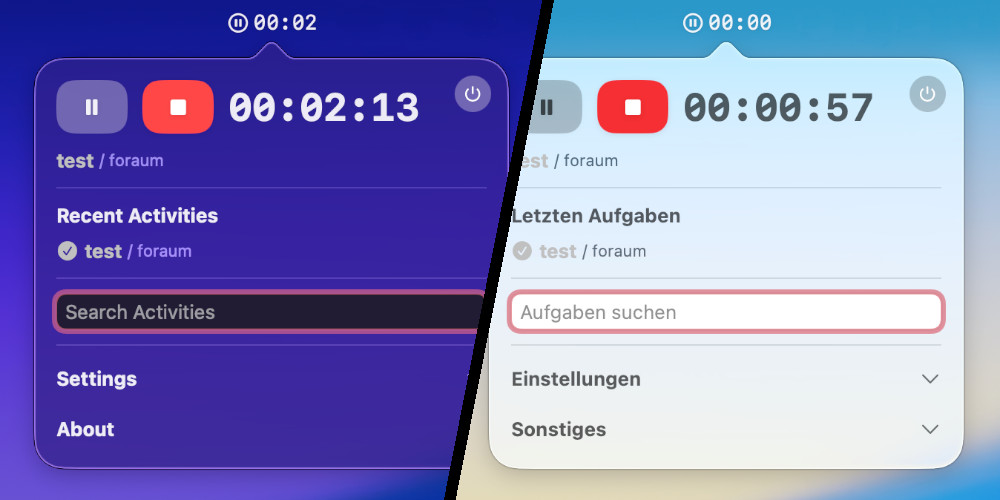 00:02
00:02:13
test / foraum
Recent Activities
test / foraum
Search Activities
Settings
About
00:00
00:00:57
est / foraum
Letzten Aufgaben
test / foraum
Aufgaben suchen
Einstellungen
Sonstiges